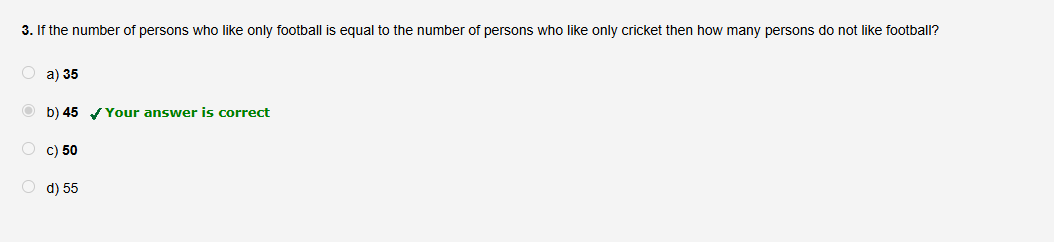 3. If the number of persons who like only football is equal to the number of persons who like only cricket then how many persons do not like football?
a) 35
b) 45 ✓ Your answer is correct
c) 50
d) 55